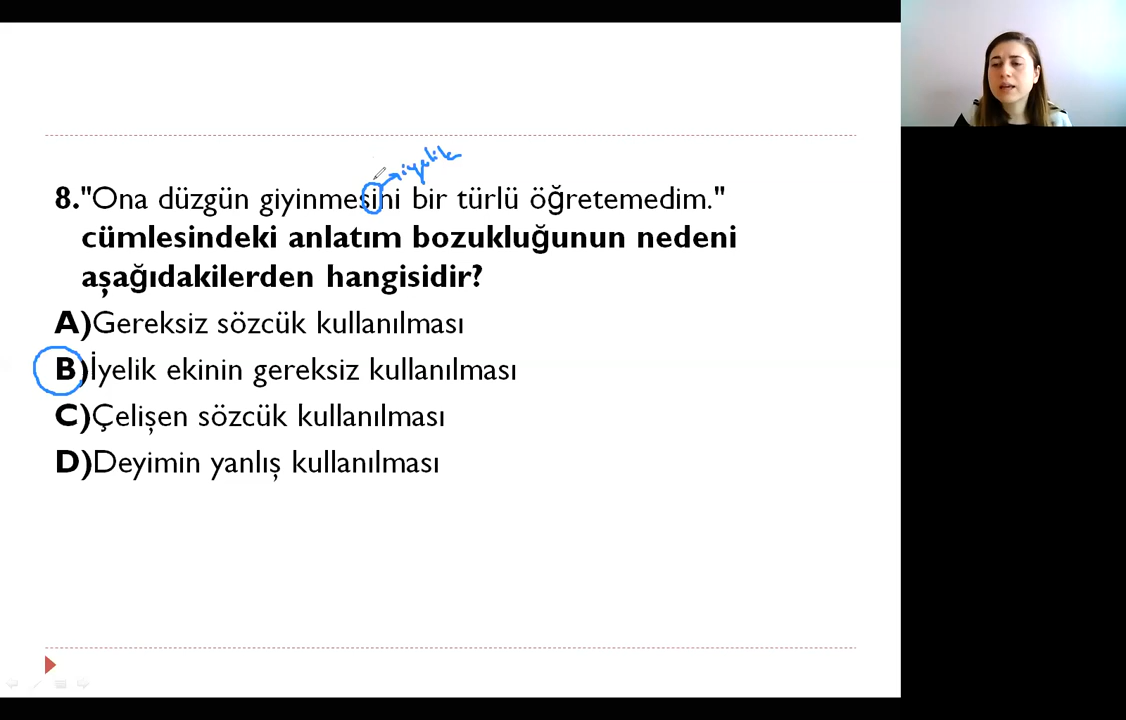 iyelik
8."Ona düzgün giyinmesini bir türlü öğretemedim."
cümlesindeki anlatım bozukluğunun nedeni
aşağıdakilerden hangisidir?
A)Gereksiz sözcük kullanılması
B)İyelik ekinin gereksiz kullanılması
C)Çelişen sözcük kullanılması
D)Deyimin yanlış kullanılması